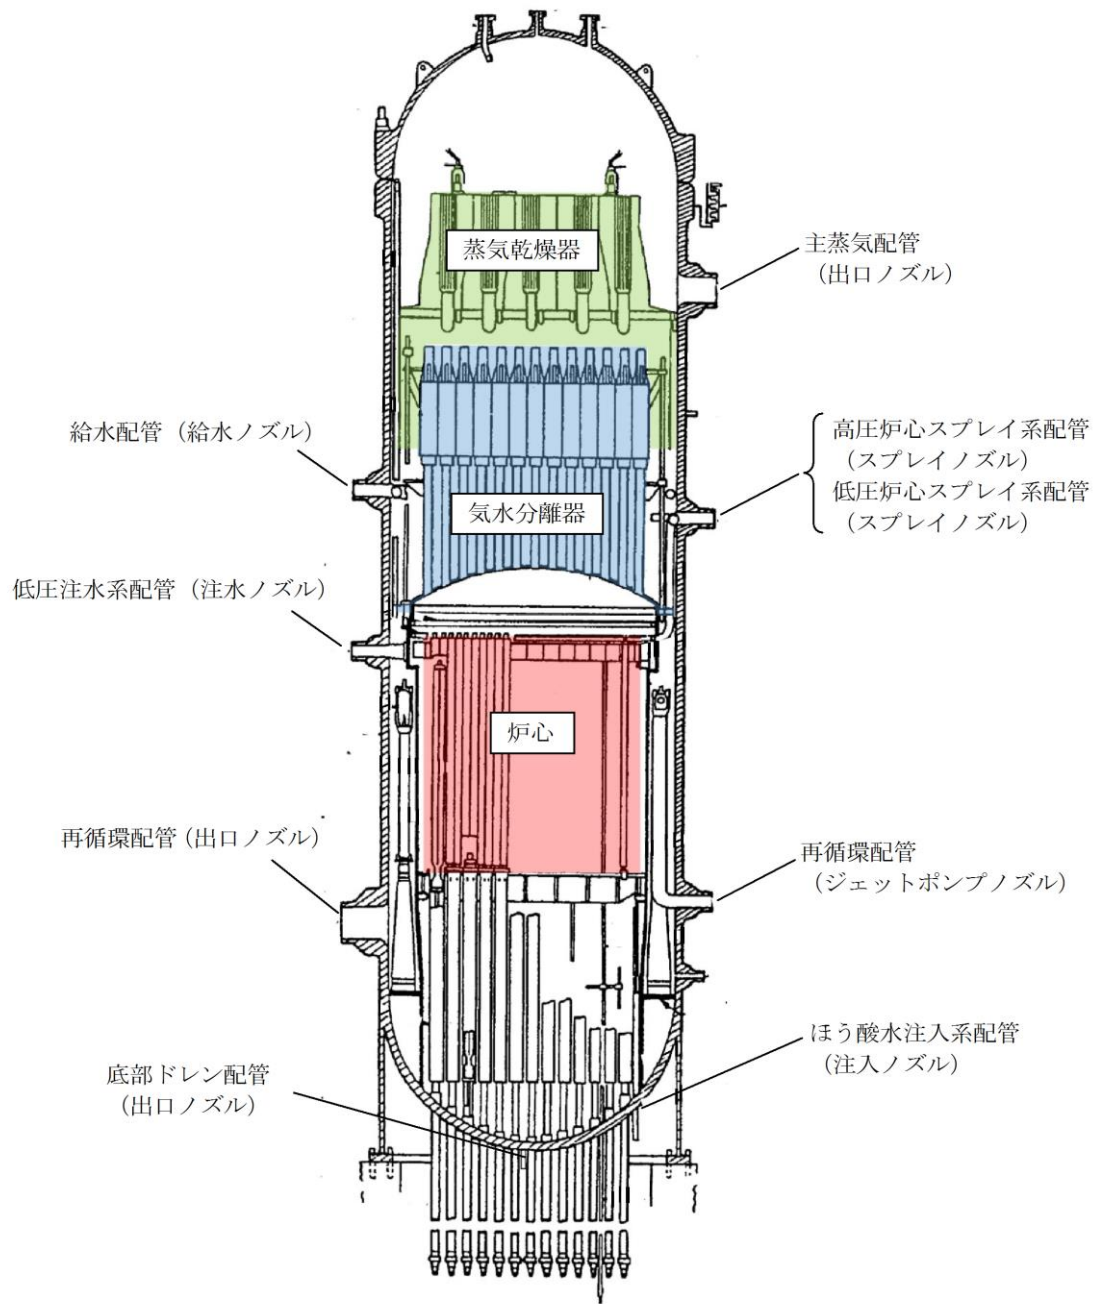 蒸気乾燥器
主蒸気配管
（出口ノズル）
給水配管（給水ノズル）
高圧炉心スプレイ系配管
（スプレイノズル）
低圧炉心スプレイ系配管
（スプレイノズル）
気水分離器
低圧注水系配管（注水ノズル）
炉心
再循環配管（出口ノズル）
再循環配管
（ジェットポンプノズル）
ほう酸水注入系配管
（注入ノズル）
底部ドレン配管
（出口ノズル）